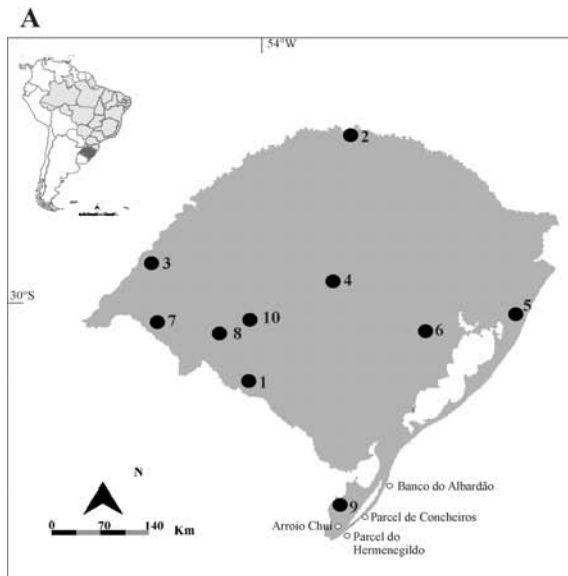 A
54°W
2
3
4
30°S
5
7
10
8
6
1
N
Banco do Albardão
9
Parcel de Concheiros
Arroio Chuí
Parcel do
Hermenegildo
0 70 140
Km